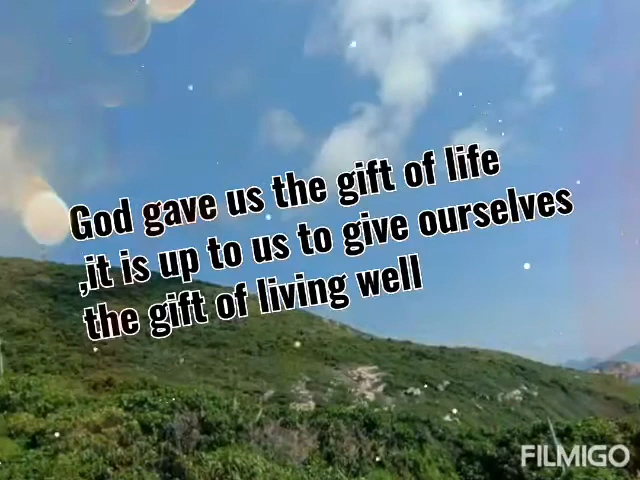 God gave us the gift of life
,it is up to us to give ourselves
the gift of living well
FILMIGO